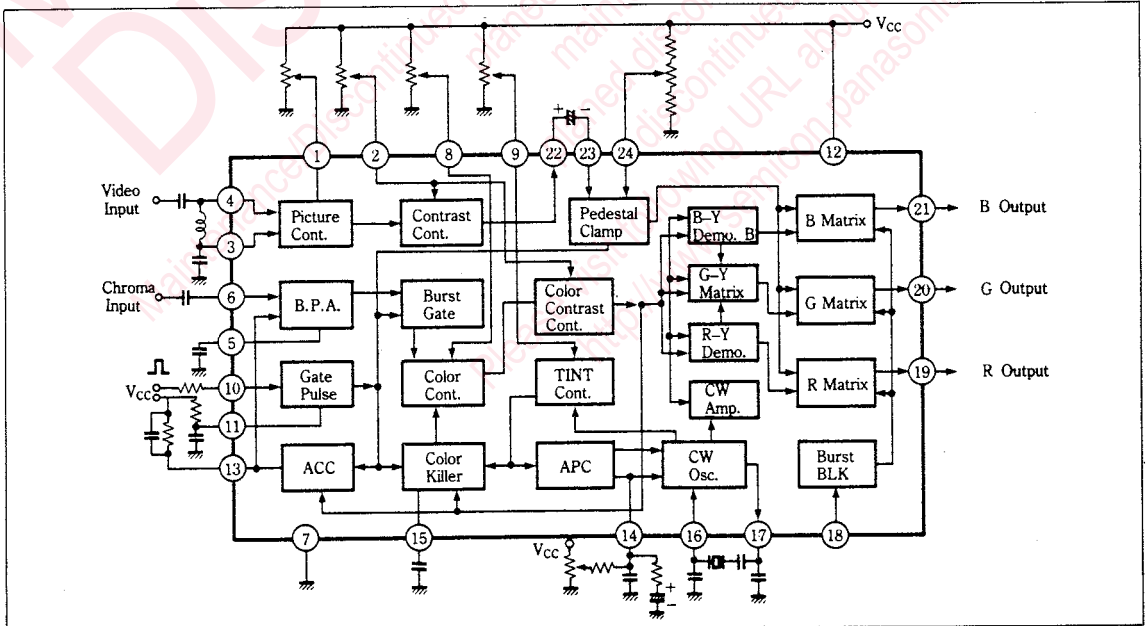 Vcc
1
2
8
9
+ -
22
23
24
12
Video
Input
4
3
Picture
Cont.
Contrast
Cont.
Pedestal
Clamp
B-Y
Demo. B
B Matrix
21
B Output
Chroma
Input
6
5
B.P.A.
Burst
Gate
Color
Contrast
Cont.
G-Y
Matrix
G Matrix
20
G Output
R-Y
Demo.
Vcc
10
11
13
Gate
Pulse
Color
Cont.
TINT
Cont.
CW
Amp.
R Matrix
19
R Output
ACC
Color
Killer
APC
CW
Osc.
Burst
BLK
7
15
14
16
17
18
Vcc
+
-